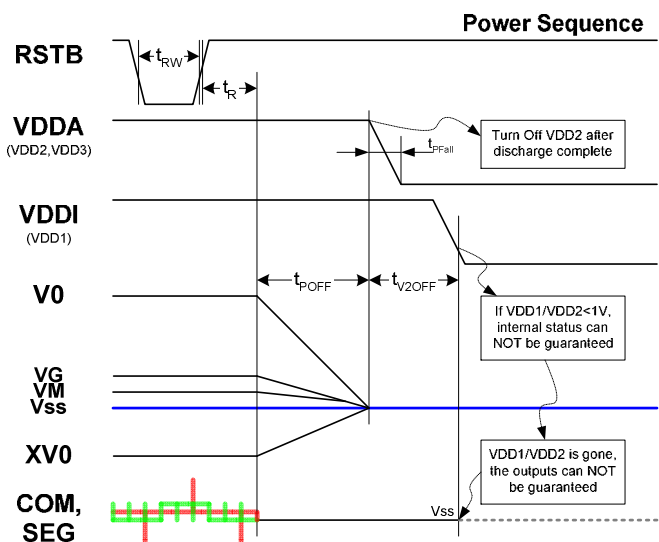 Power Sequence
RSTB
tRW
tR
VDDA
(VDD2,VDD3)
tPFall
Turn Off VDD2 after
discharge complete
VDDI
(VDD1)
tPOFF
tV2OFF
V0
If VDD1/VDD2<1V,
internal status can
NOT be guaranteed
VG
VM
Vss
XV0
VDD1/VDD2 is gone,
the outputs can NOT
be guaranteed
COM,
SEG
Vss